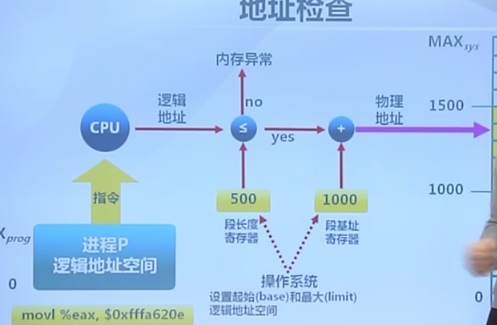 地址检查
MAXsys
内存异常
no
逻辑
地址
物理
地址
1500
CPU
≤
yes
+
指令
500
1000
1000
段长度
寄存器
段基址
寄存器
prog
进程P
逻辑地址空间
0
操作系统
设置起始(base)和最大(limit)
逻辑地址空间
0
movl %eax, $0xfffa620e